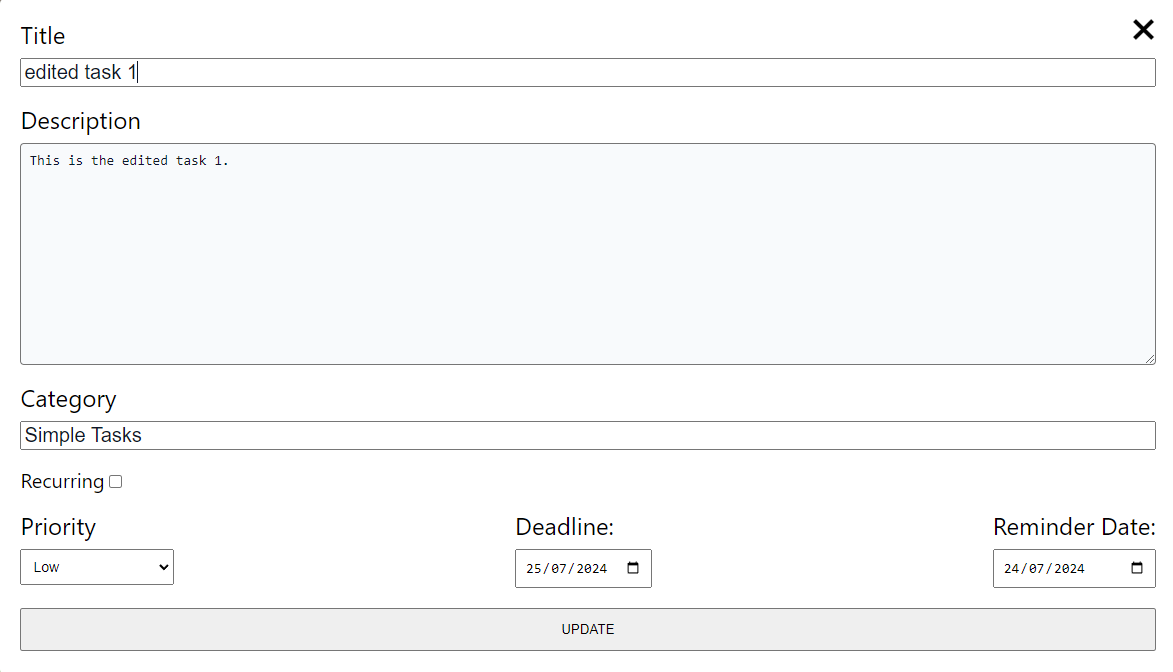 Title
edited task 1
Description
This is the edited task 1.
Category
Simple Tasks
Recurring
Priority Deadline: Reminder Date:
Low 25/07/2024 24/07/2024
UPDATE